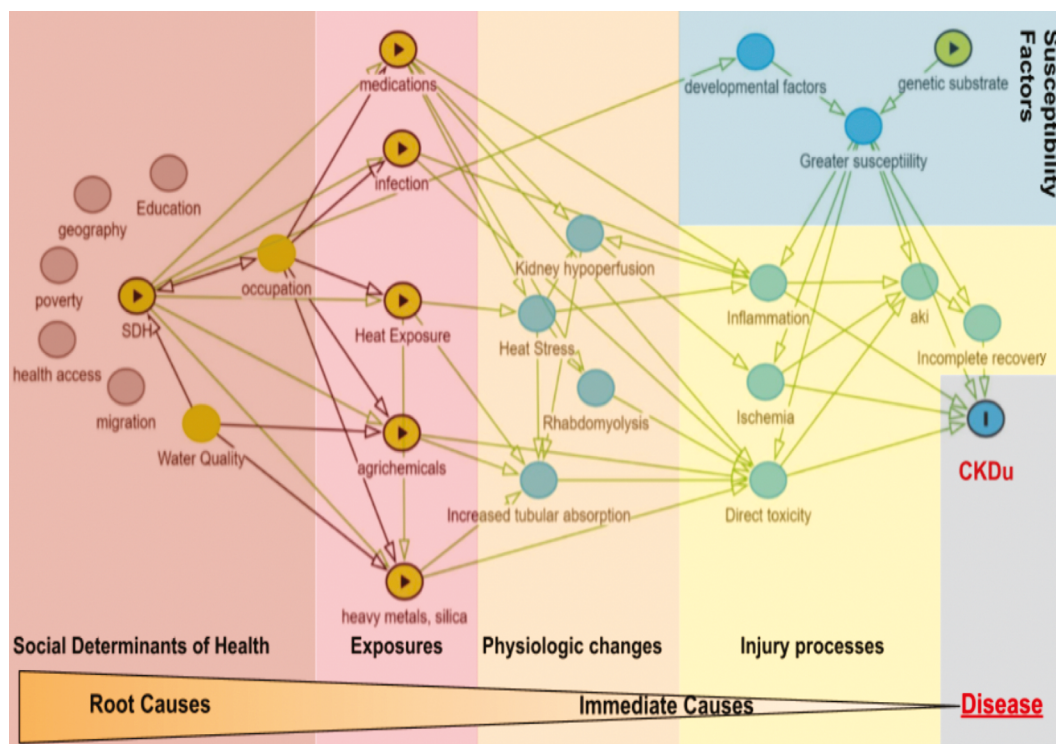 Susceptibility
Factors
medications
developmental factors
genetic substrate
Greater susceptiility
infection
Education
geography
Kidney hypoperfusion
occupation
poverty
SDH
Inflammation
aki
Heat Exposure
Heat Stress
Incomplete recovery
health access
migration
Rhabdomyolysis
Ischemia
Water Quality
agrichemicals
CKDu
Increased tubular absorption
Direct toxicity
heavy metals, silica
Social Determinants of Health
Exposures
Physiologic changes
Injury processes
Root Causes
Immediate Causes
Disease